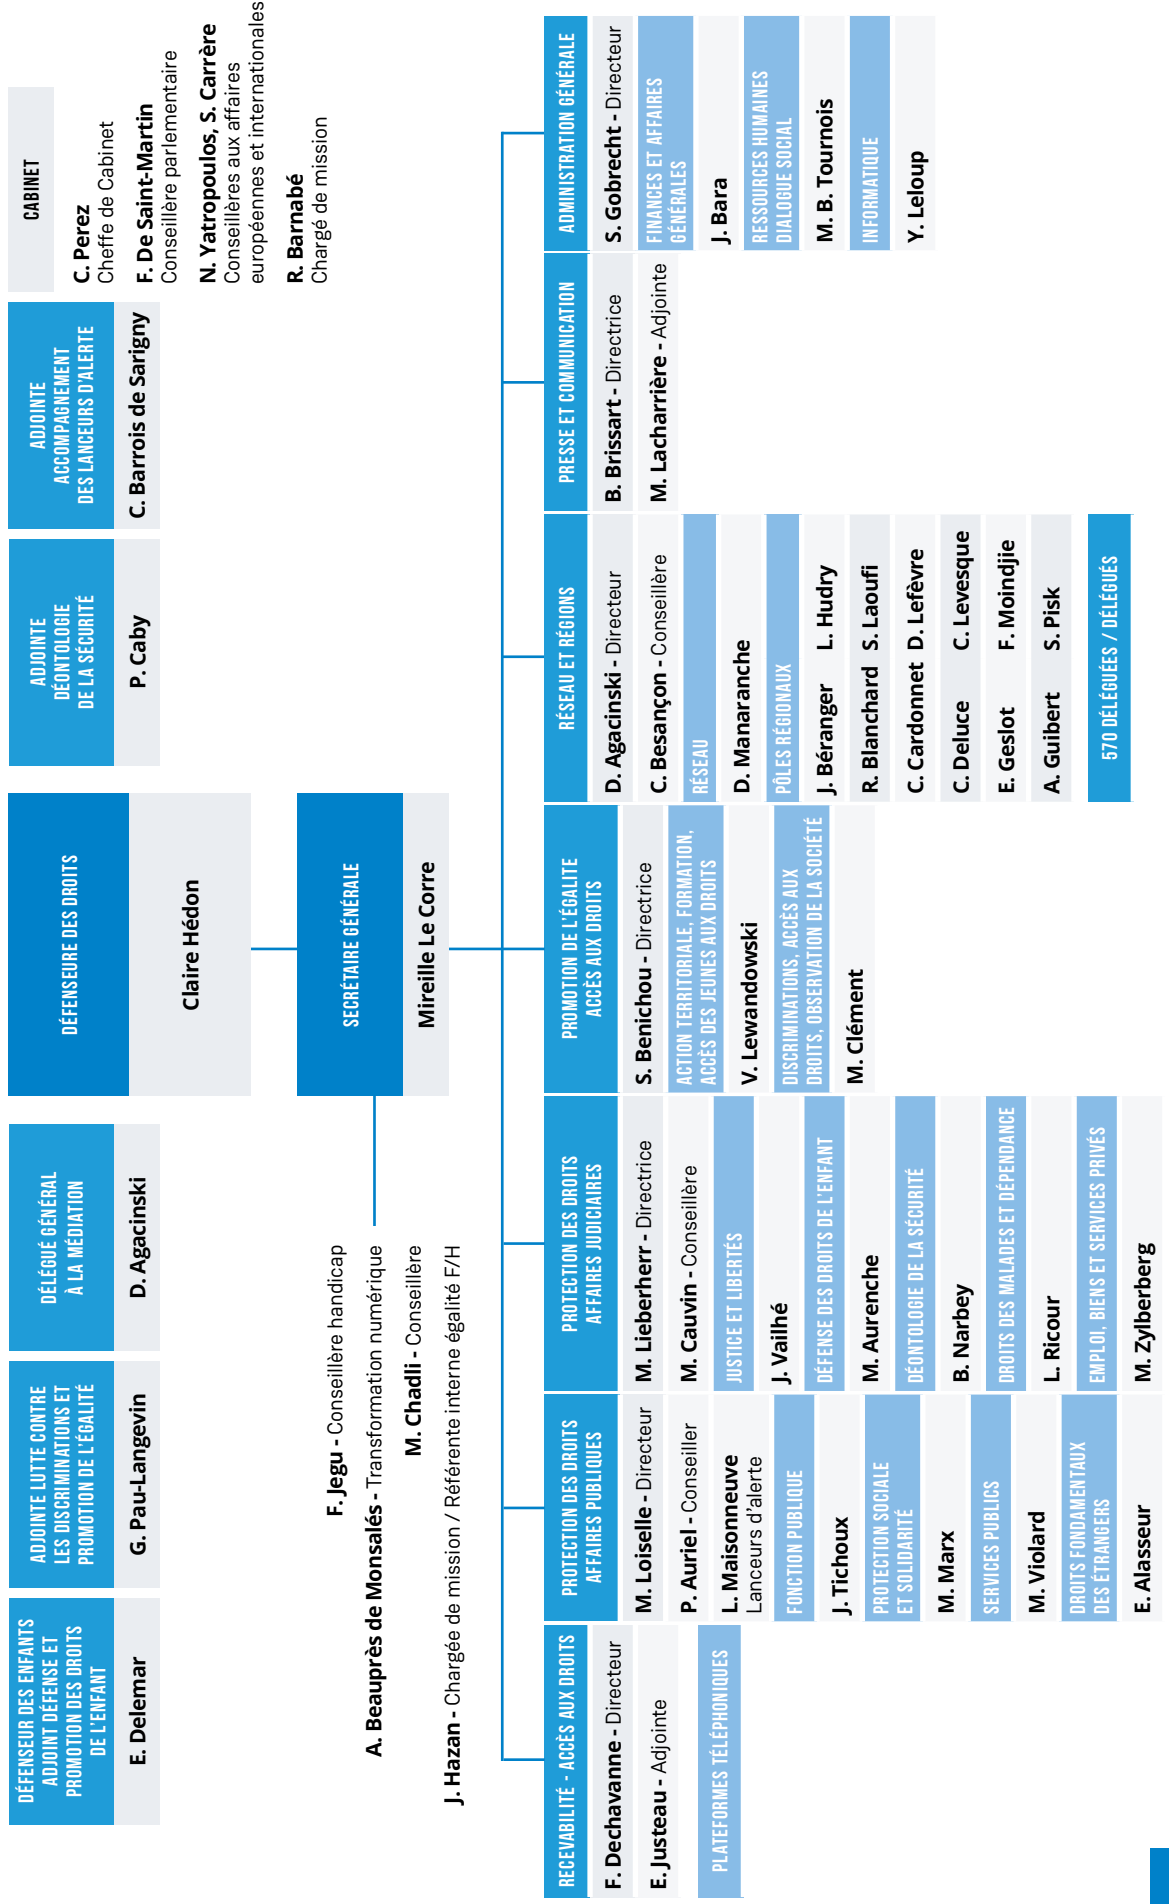 DÉFENSEUR DES ENFANTS
ADJOINT DÉFENSE ET
PROMOTION DES DROITS
DE L'ENFANT
E. Delemar
ADJOINTE LUTTE CONTRE
LES DISCRIMINATIONS ET
PROMOTION DE L'ÉGALITÉ
G. Pau-Langevin
DÉLÉGUÉ GÉNÉRAL
À LA MÉDIATION
D. Agacinski
DÉFENSEURE DES DROITS
Claire Hédon
ADJOINTE
DÉONTOLOGIE
DE LA SÉCURITÉ
P. Caby
ADJOINTE
ACCOMPAGNEMENT
DES LANCEURS D'ALERTE
C. Barrois de Sarigny
CABINET
C. Perez
Cheffe de Cabinet
F. De Saint-Martin
Conseillère parlementaire
N. Yatropoulos, S. Carrère
Conseillères aux affaires
européennes et internationales
R. Barnabé
Chargé de mission
SECRÉTAIRE GÉNÉRALE
Mireille Le Corre
F. Jegu - Conseillère handicap
A. Beauprès de Monsalés - Transformation numérique
M. Chadli - Conseillère
J. Hazan - Chargée de mission / Référente interne égalité F/H
RECEVABILITÉ - ACCÈS AUX DROITS
F. Dechavanne - Directeur
E. Justeau - Adjointe
PLATEFORMES TÉLÉPHONIQUES
PROTECTION DES DROITS
AFFAIRES PUBLIQUES
M. Loiselle - Directeur
P. Auriel - Conseiller
L. Maisonneuve
Lanceurs d'alerte
FONCTION PUBLIQUE
J. Tichoux
PROTECTION SOCIALE
ET SOLIDARITÉ
M. Marx
SERVICES PUBLICS
M. Violard
DROITS FONDAMENTAUX
DES ÉTRANGERS
E. Alasseur
PROTECTION DES DROITS
AFFAIRES JUDICIAIRES
M. Lieberherr - Directrice
M. Cauvin - Conseillère
JUSTICE ET LIBERTÉS
J. Vailhé
DÉFENSE DES DROITS DE L'ENFANT
M. Aurenche
DÉONTOLOGIE DE LA SÉCURITÉ
B. Narbey
DROITS DES MALADES ET DÉPENDANCE
L. Ricour
EMPLOI, BIENS ET SERVICES PRIVÉS
M. Zylberberg
PROMOTION DE L'ÉGALITE
ACCÈS AUX DROITS
S. Benichou - Directrice
ACTION TERRITORIALE, FORMATION,
ACCÈS DES JEUNES AUX DROITS
V. Lewandowski
DISCRIMINATIONS, ACCÈS AUX
DROITS, OBSERVATION DE LA SOCIÉTÉ
M. Clément
RÉSEAU ET RÉGIONS
D. Agacinski - Directeur
C. Besançon - Conseillère
RÉSEAU
D. Manaranche
PÔLES RÉGIONAUX
J. Béranger L. Hudry
R. Blanchard S. Laoufi
C. Cardonnet D. Lefèvre
C. Deluce C. Levesque
E. Geslot F. Moindjie
A. Guibert S. Pisk
570 DÉLÉGUÉES / DÉLÉGUÉS
PRESSE ET COMMUNICATION
B. Brissart - Directrice
M. Lacharrière - Adjointe
ADMINISTRATION GÉNÉRALE
S. Gobrecht - Directeur
FINANCES ET AFFAIRES
GÉNÉRALES
J. Bara
RESSOURCES HUMAINES
DIALOGUE SOCIAL
M. B. Tournois
INFORMATIQUE
Y. Leloup